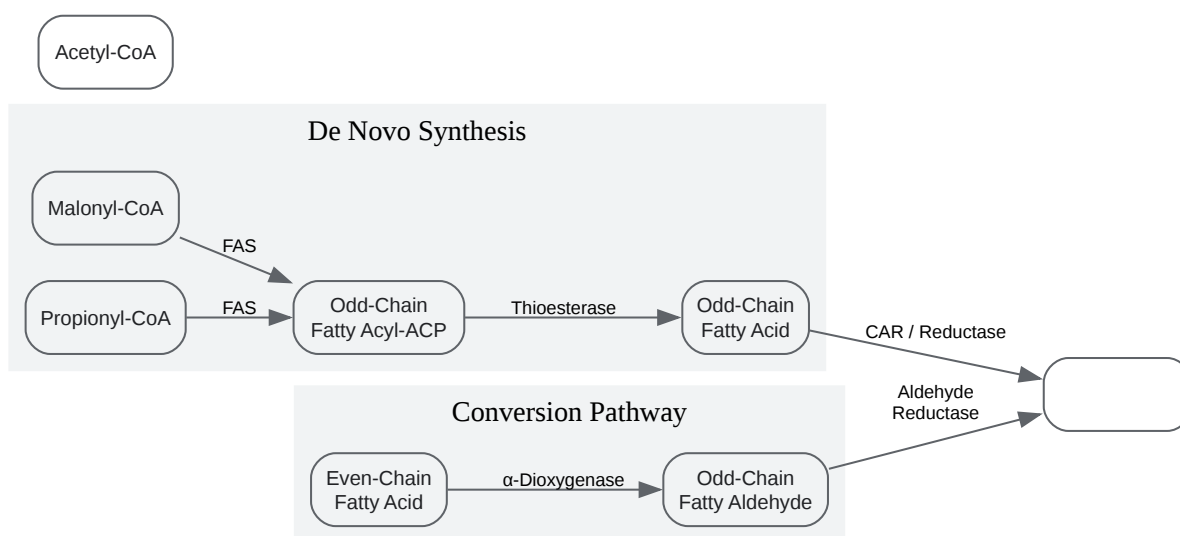 Acetyl-CoA
De Novo Synthesis
Malonyl-CoA
FAS
Propionyl-CoA
FAS
Odd-Chain
Fatty Acyl-ACP
Thioesterase
Odd-Chain
Fatty Acid
CAR / Reductase
Conversion Pathway
Aldehyde
Reductase
Even-Chain
Fatty Acid
α-Dioxygenase
Odd-Chain
Fatty Aldehyde